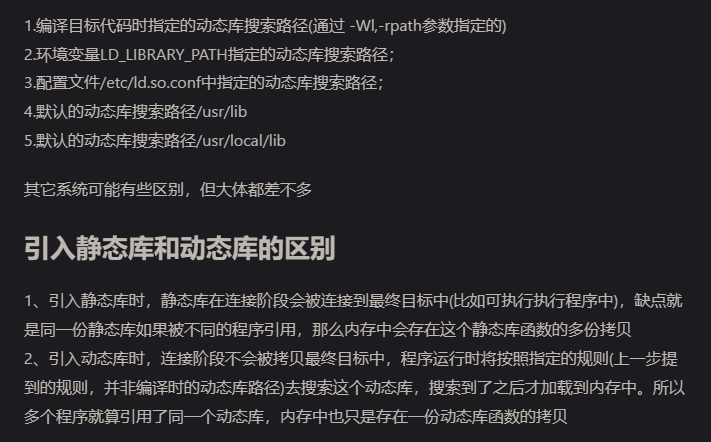 1.编译目标代码时指定的动态库搜索路径(通过 -Wl,-rpath参数指定的)
2.环境变量LD_LIBRARY_PATH指定的动态库搜索路径；
3.配置文件/etc/ld.so.conf中指定的动态库搜索路径；
4.默认的动态库搜索路径/usr/lib
5.默认的动态库搜索路径/usr/local/lib
其它系统可能有些区别，但大体都差不多
引入静态库和动态库的区别
1、引入静态库时，静态库在连接阶段会被连接到最终目标中(比如可执行执行程序中)，缺点就
是同一份静态库如果被不同的程序引用，那么内存中会存在这个静态库函数的多份拷贝
2、引入动态库时，连接阶段不会被拷贝最终目标中，程序运行时将按照指定的规则(上一步提
到的规则，并非编译时的动态库路径)去搜索这个动态库，搜索到了之后才加载到内存中。所以
多个程序就算引用了同一个动态库，内存中也只是存在一份动态库函数的拷贝